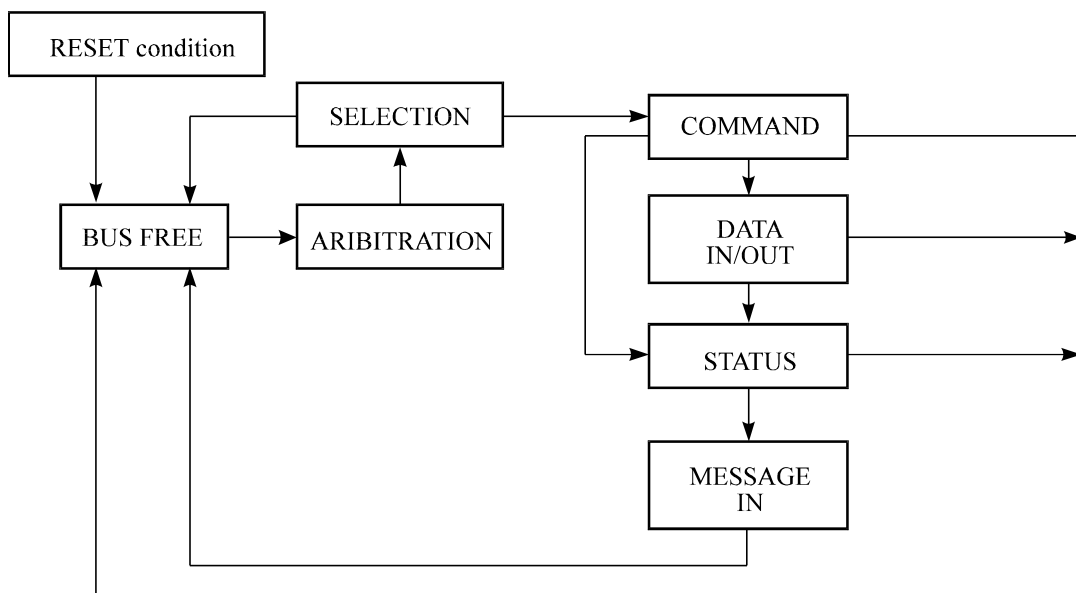 RESET condition
SELECTION
COMMAND
BUS FREE
ARIBITRATION
DATA
IN/OUT
STATUS
MESSAGE
IN